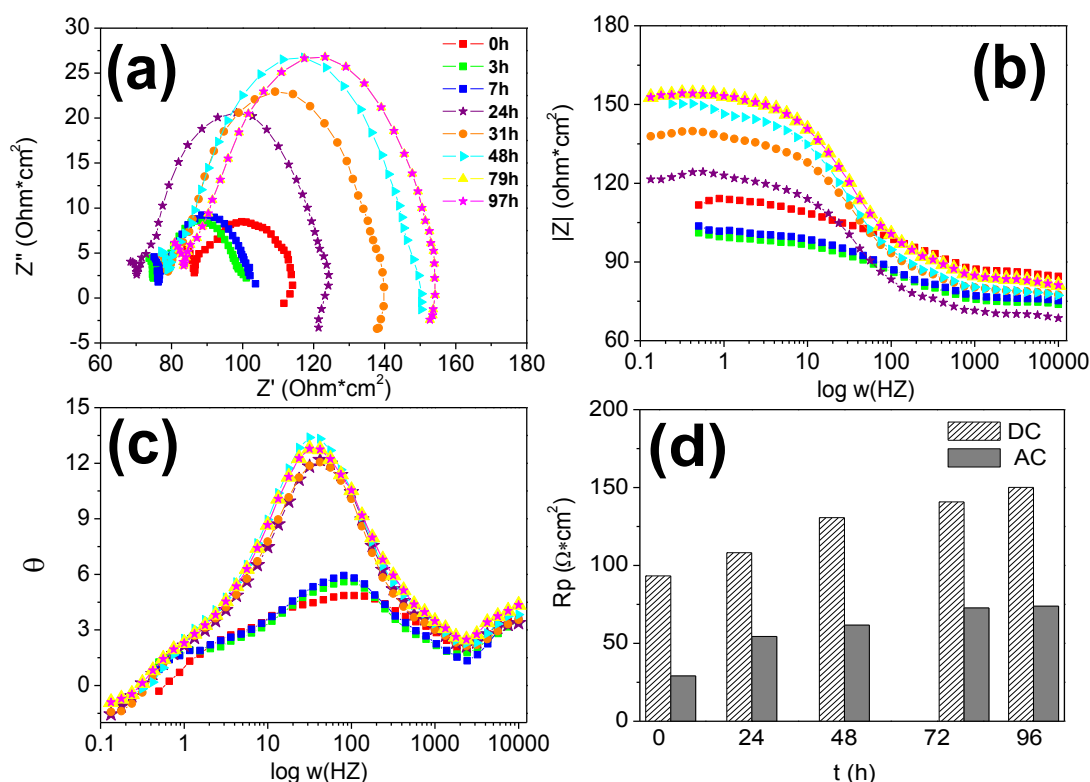 (a)
30
25
20
15
10
5
0
-5
Z'' (Ohm*cm²)
60 80 100 120 140 160 180
Z' (Ohm*cm²)
0h
3h
7h
24h
31h
48h
79h
97h
(b)
180
150
120
90
60
|Z| (ohm*cm²)
0.1 1 10 100 1000 10000
log w(HZ)
(c)
15
12
9
6
3
0
θ
0.1 1 10 100 1000 10000
log w(HZ)
(d)
200
150
100
50
0
Rp (Ω*cm²)
DC
AC
0 24 48 72 96
t (h)